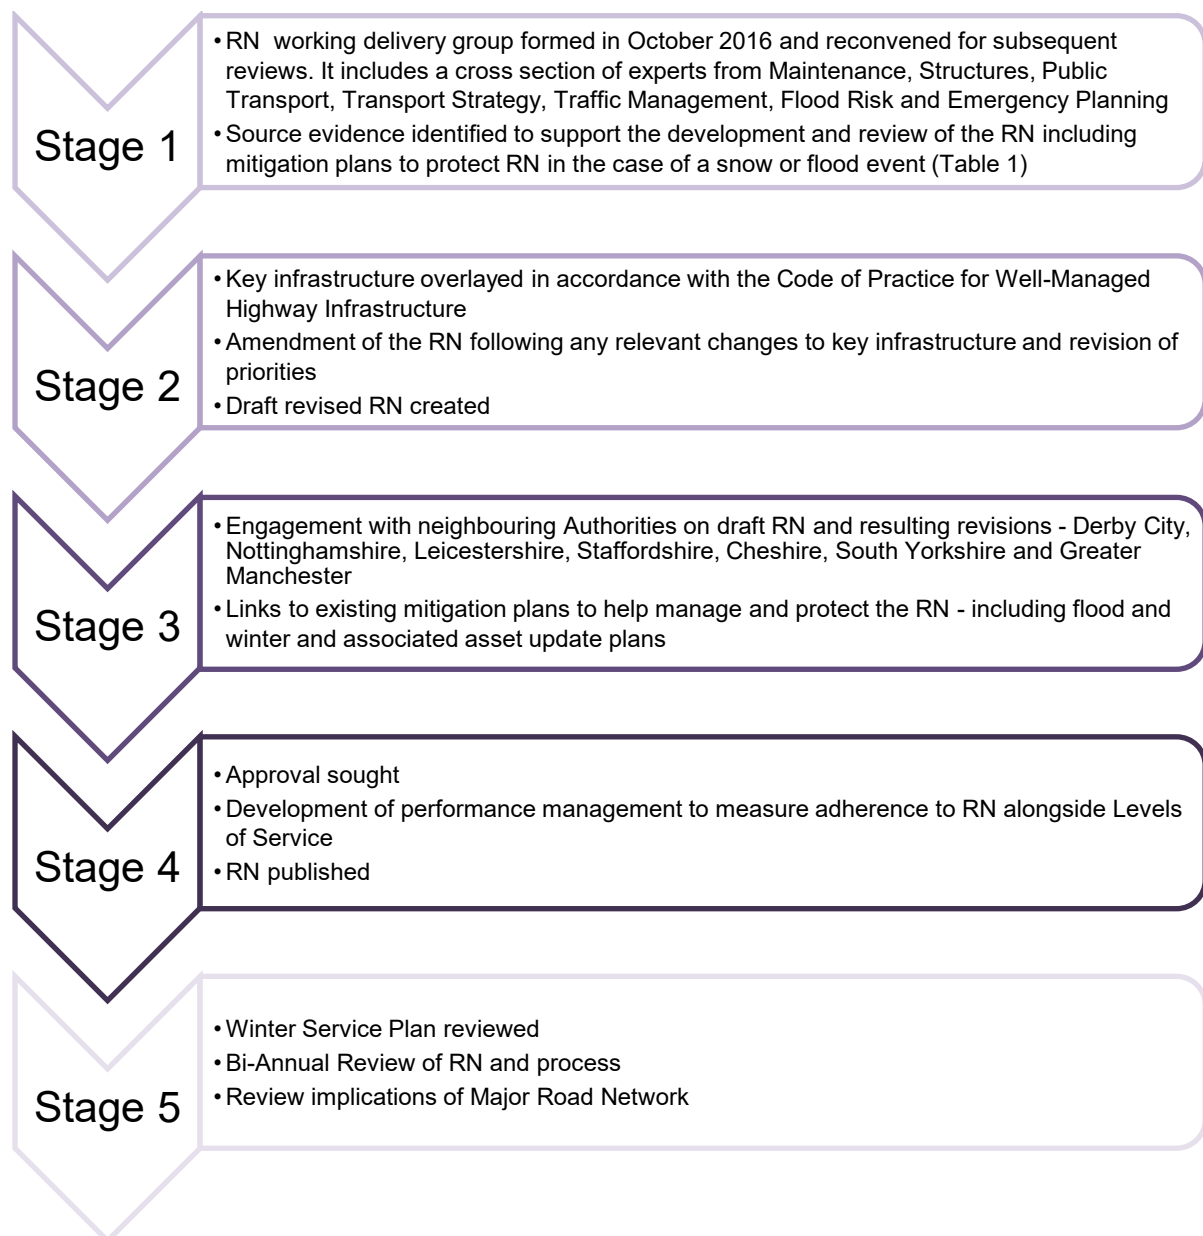 Stage 1
• RN  working delivery group formed in October 2016 and reconvened for subsequent
reviews. It includes a cross section of experts from Maintenance, Structures, Public
Transport, Transport Strategy, Traffic Management, Flood Risk and Emergency Planning
• Source evidence identified to support the development and review of the RN including
mitigation plans to protect RN in the case of a snow or flood event (Table 1)
Stage 2
• Key infrastructure overlayed in accordance with the Code of Practice for Well-Managed
Highway Infrastructure
• Amendment of the RN following any relevant changes to key infrastructure and revision of
priorities
• Draft revised RN created
Stage 3
• Engagement with neighbouring Authorities on draft RN and resulting revisions - Derby City,
Nottinghamshire, Leicestershire, Staffordshire, Cheshire, South Yorkshire and Greater
Manchester
• Links to existing mitigation plans to help manage and protect the RN - including flood and
winter and associated asset update plans
Stage 4
• Approval sought
• Development of performance management to measure adherence to RN alongside Levels
of Service
• RN published
Stage 5
• Winter Service Plan reviewed
• Bi-Annual Review of RN and process
• Review implications of Major Road Network